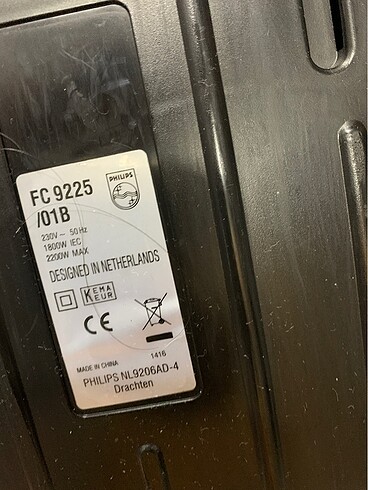 PHILIPS
FC 9225
/01B
230V~ 50Hz
1800W IEC
2200W MAX
DESIGNED IN NETHERLANDS
KEMA
KEUR
CE
1416
MADE IN CHINA
PHILIPS NL9206AD-4
Drachten